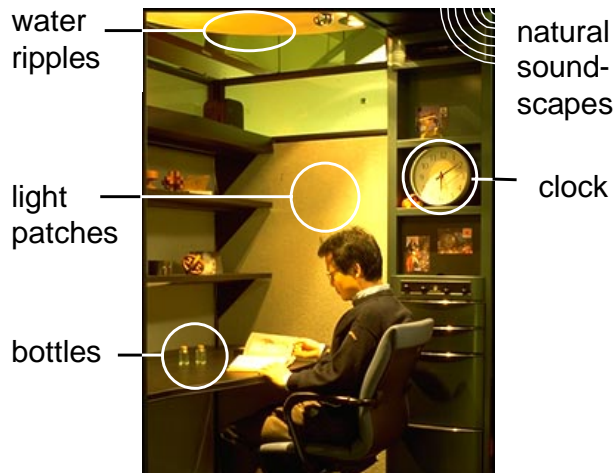 water
ripples
natural
sound-
scapes
light
patches
clock
bottles